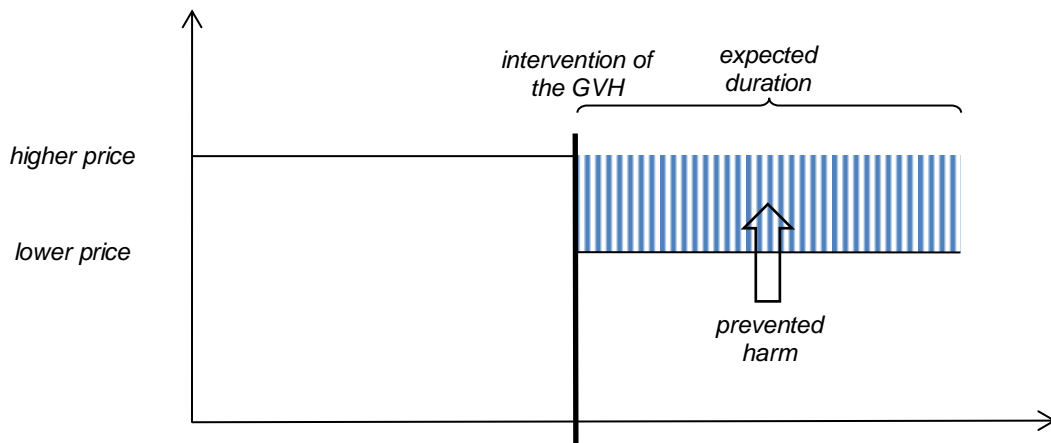 intervention of
the GVH
expected
duration
higher price
lower price
prevented
harm